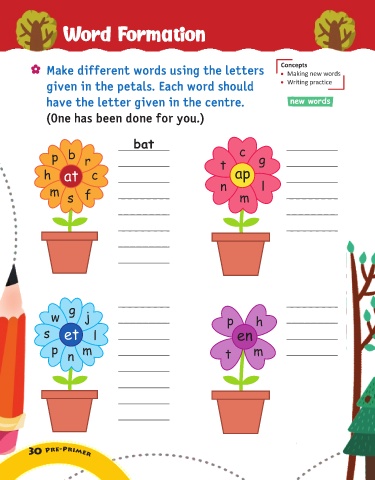 Word Formation
Make different words using the letters
given in the petals. Each word should
have the letter given in the centre.
(One has been done for you.)
Concepts
• Making new words
• Writing practice
new words
bat
p b r
h at c
m s f
c
t g
ap
n l
m
g
w j
s et l
p n m
p h
en
t m
30 PRE-PRIMER